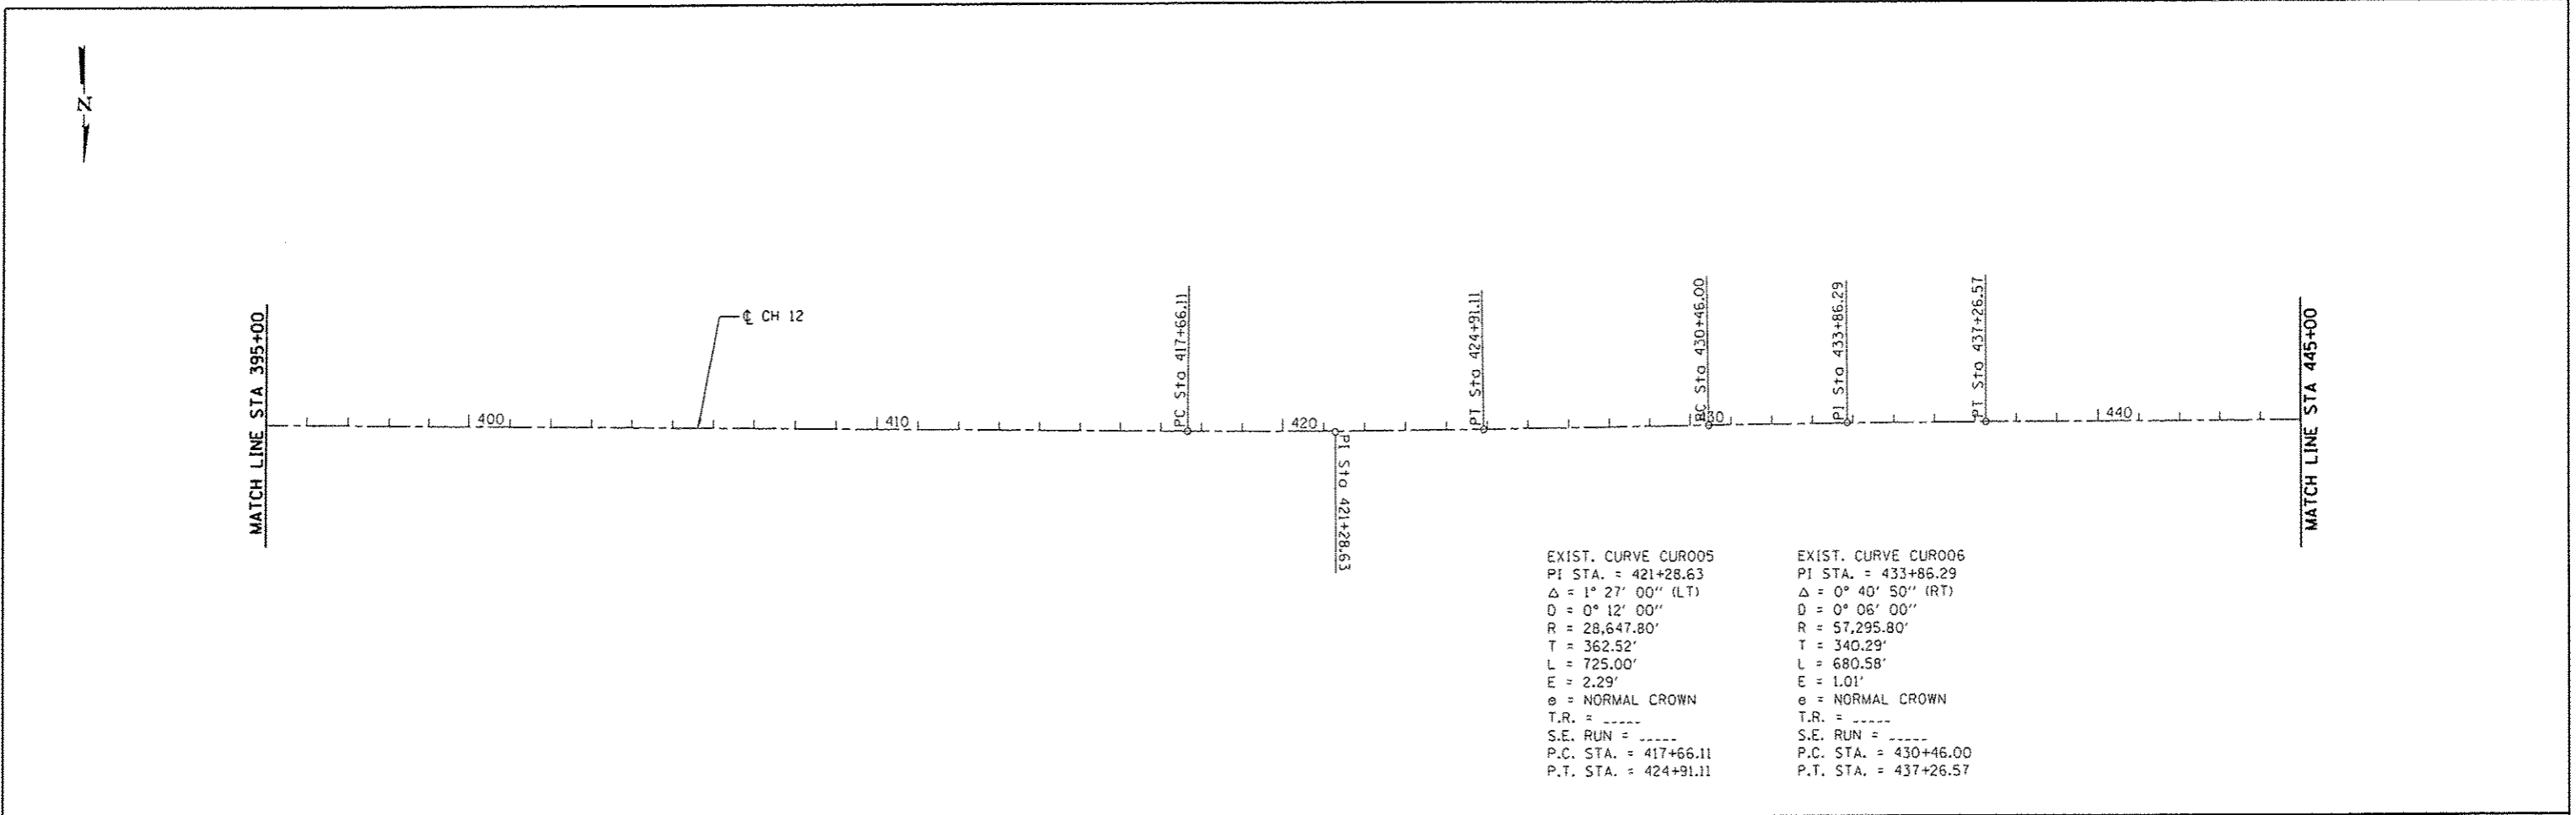 N
MATCH LINE STA 395+00
400
℄ CH 12
410
PC Sta 417+66.11
420
PI Sta 421+28.63
PT Sta 424+91.11
PC Sta 430+46.00
430
PI Sta 433+86.29
PT Sta 437+26.57
440
MATCH LINE STA 445+00
EXIST. CURVE CUR005
PI STA. = 421+28.63
Δ = 1° 27' 00" (LT)
D = 0° 12' 00"
R = 28,647.80'
T = 362.52'
L = 725.00'
E = 2.29'
e = NORMAL CROWN
T.R. = _____
S.E. RUN = _____
P.C. STA. = 417+66.11
P.T. STA. = 424+91.11
EXIST. CURVE CUR006
PI STA. = 433+86.29
Δ = 0° 40' 50" (RT)
D = 0° 06' 00"
R = 57,295.80'
T = 340.29'
L = 680.58'
E = 1.01'
e = NORMAL CROWN
T.R. = _____
S.E. RUN = _____
P.C. STA. = 430+46.00
P.T. STA. = 437+26.57